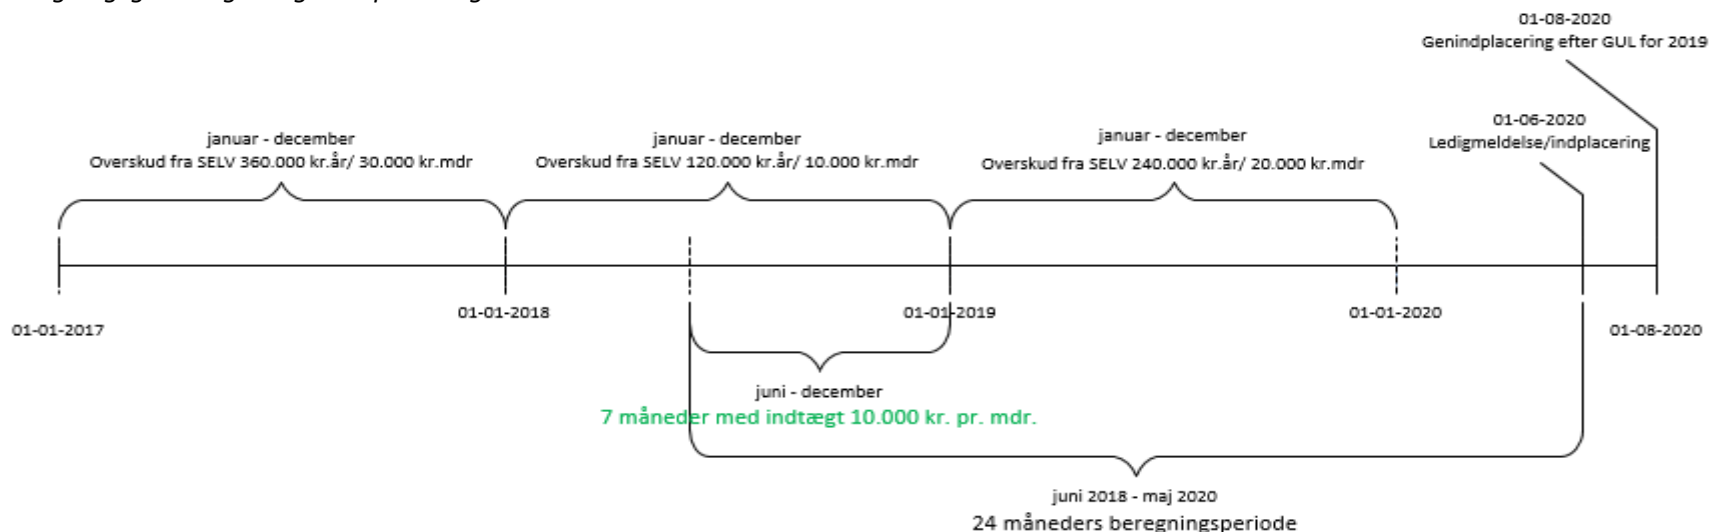 01-08-2020
Genindplacering efter GUL for 2019
01-06-2020
Ledigmeldelse/indplacering
januar - december
Overskud fra SELV 360.000 kr.år/ 30.000 kr.mdr
januar - december
Overskud fra SELV 120.000 kr.år/ 10.000 kr.mdr
januar - december
Overskud fra SELV 240.000 kr.år/ 20.000 kr.mdr
01-01-2017
01-01-2018
01-01-2019
01-01-2020
01-08-2020
juni - december
7 måneder med indtægt 10.000 kr. pr. mdr.
juni 2018 - maj 2020
24 måneders beregningsperiode